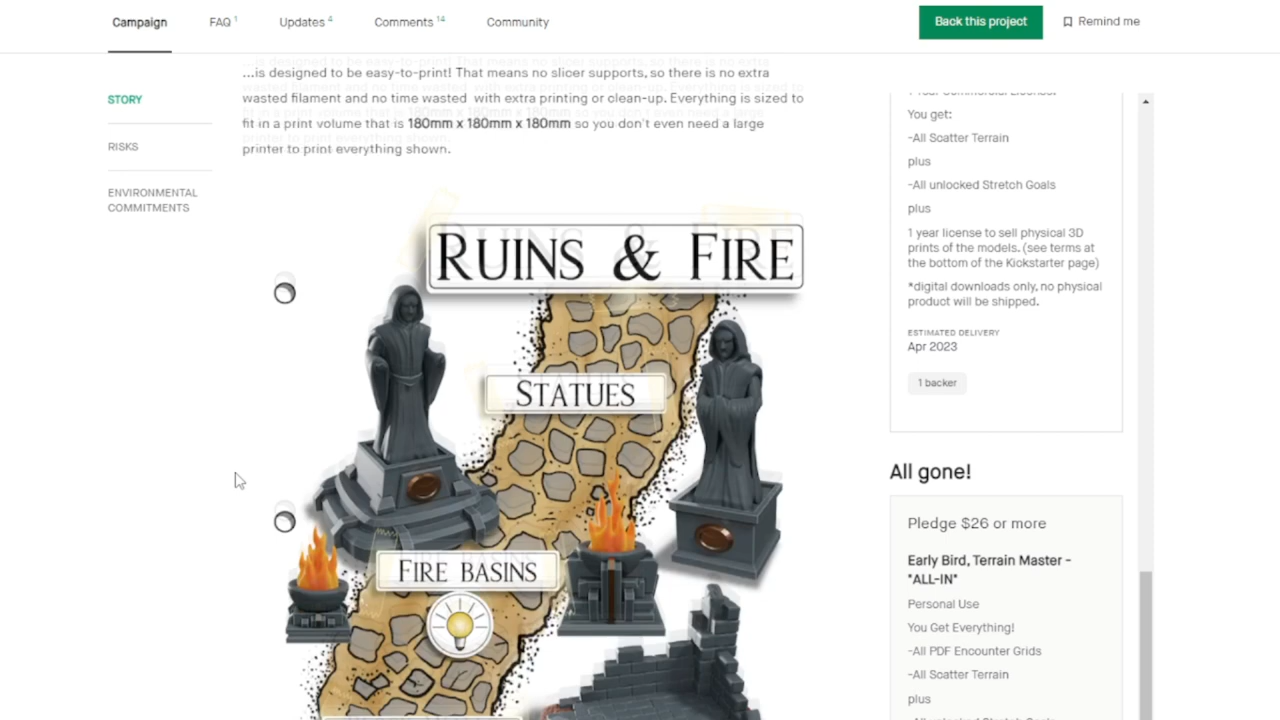 Campaign
FAQ 1
Updates 4
Comments 14
Community
Back this project
Remind me
STORY
RISKS
ENVIRONMENTAL
COMMITMENTS
...is designed to be easy-to-print! That means no slicer supports, so there is no extra
wasted filament and no time wasted with extra printing or clean-up. Everything is sized to
fit in a print volume that is 180mm x 180mm x 180mm so you don't even need a large
printer to print everything shown.
RUINS & FIRE
STATUES
FIRE BASINS
1 Year Commercial License.
You get:
-All Scatter Terrain
plus
-All unlocked Stretch Goals
plus
1 year license to sell physical 3D
prints of the models. (see terms at
the bottom of the Kickstarter page)
*digital downloads only, no physical
product will be shipped.
ESTIMATED DELIVERY
Apr 2023
1 backer
All gone!
Pledge $26 or more
Early Bird, Terrain Master -
*ALL-IN*
Personal Use
You Get Everything!
-All PDF Encounter Grids
-All Scatter Terrain
plus